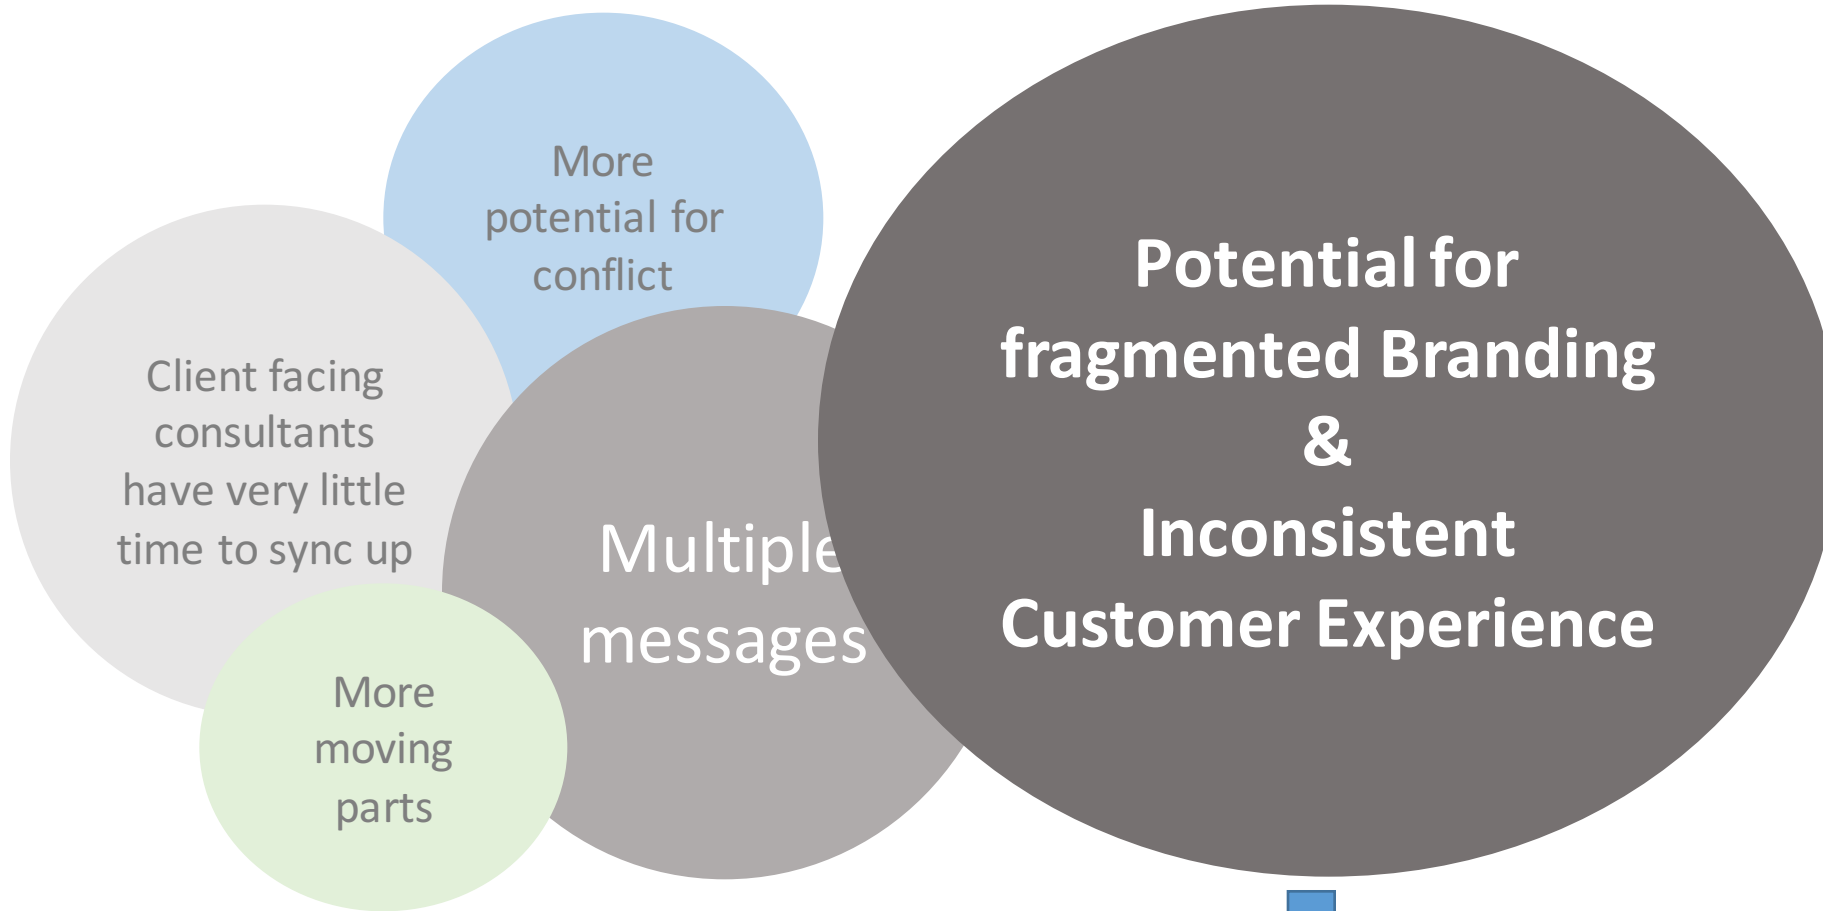 More
potential for
conflict
Client facing
consultants
have very little
time to sync up
More
moving
parts
Multiple
messages
Potential for
fragmented Branding
&
Inconsistent
Customer Experience